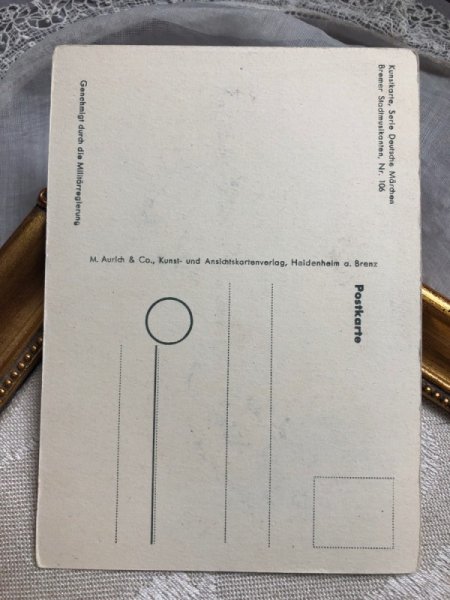 Kunstkarte, Serie Deutsche Märchen
Bremer Stadtmusikanten, Nr. 106
Genehmigt durch die Militärregierung
M. Aurich & Co., Kunst- und Ansichtskartenverlag, Heidenheim a. Brenz
Postkarte